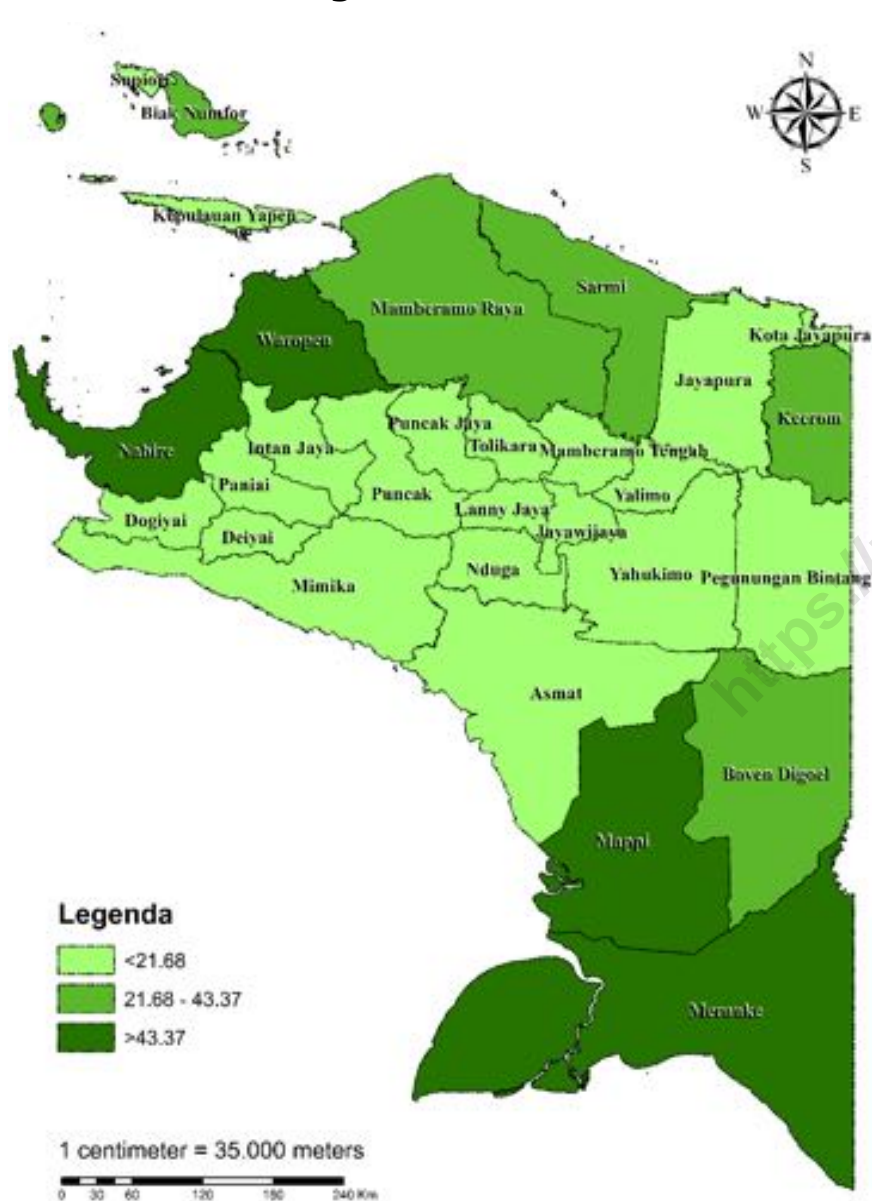 N
W E
S
Supiori
Biak Numfor
Kepulauan Yapen
Mamberamo Raya
Sarmi
Waropen
Kota Jayapura
Jayapura
Keerom
Nabire
Intan Jaya
Puncak Jaya
Tolikara
Mamberamo Tengah
Paniai
Puncak
Yalimo
Dogiyai
Lanny Jaya
Deiyai
Jayawijaya
Mimika
Nduga
Yahukimo
Pegunungan Bintang
https://
Asmat
Boven Digoel
Mappi
Merauke
Legenda
<21.68
21.68 - 43.37
>43.37
1 centimeter = 35.000 meters
0 30 60 120 180 240 Km